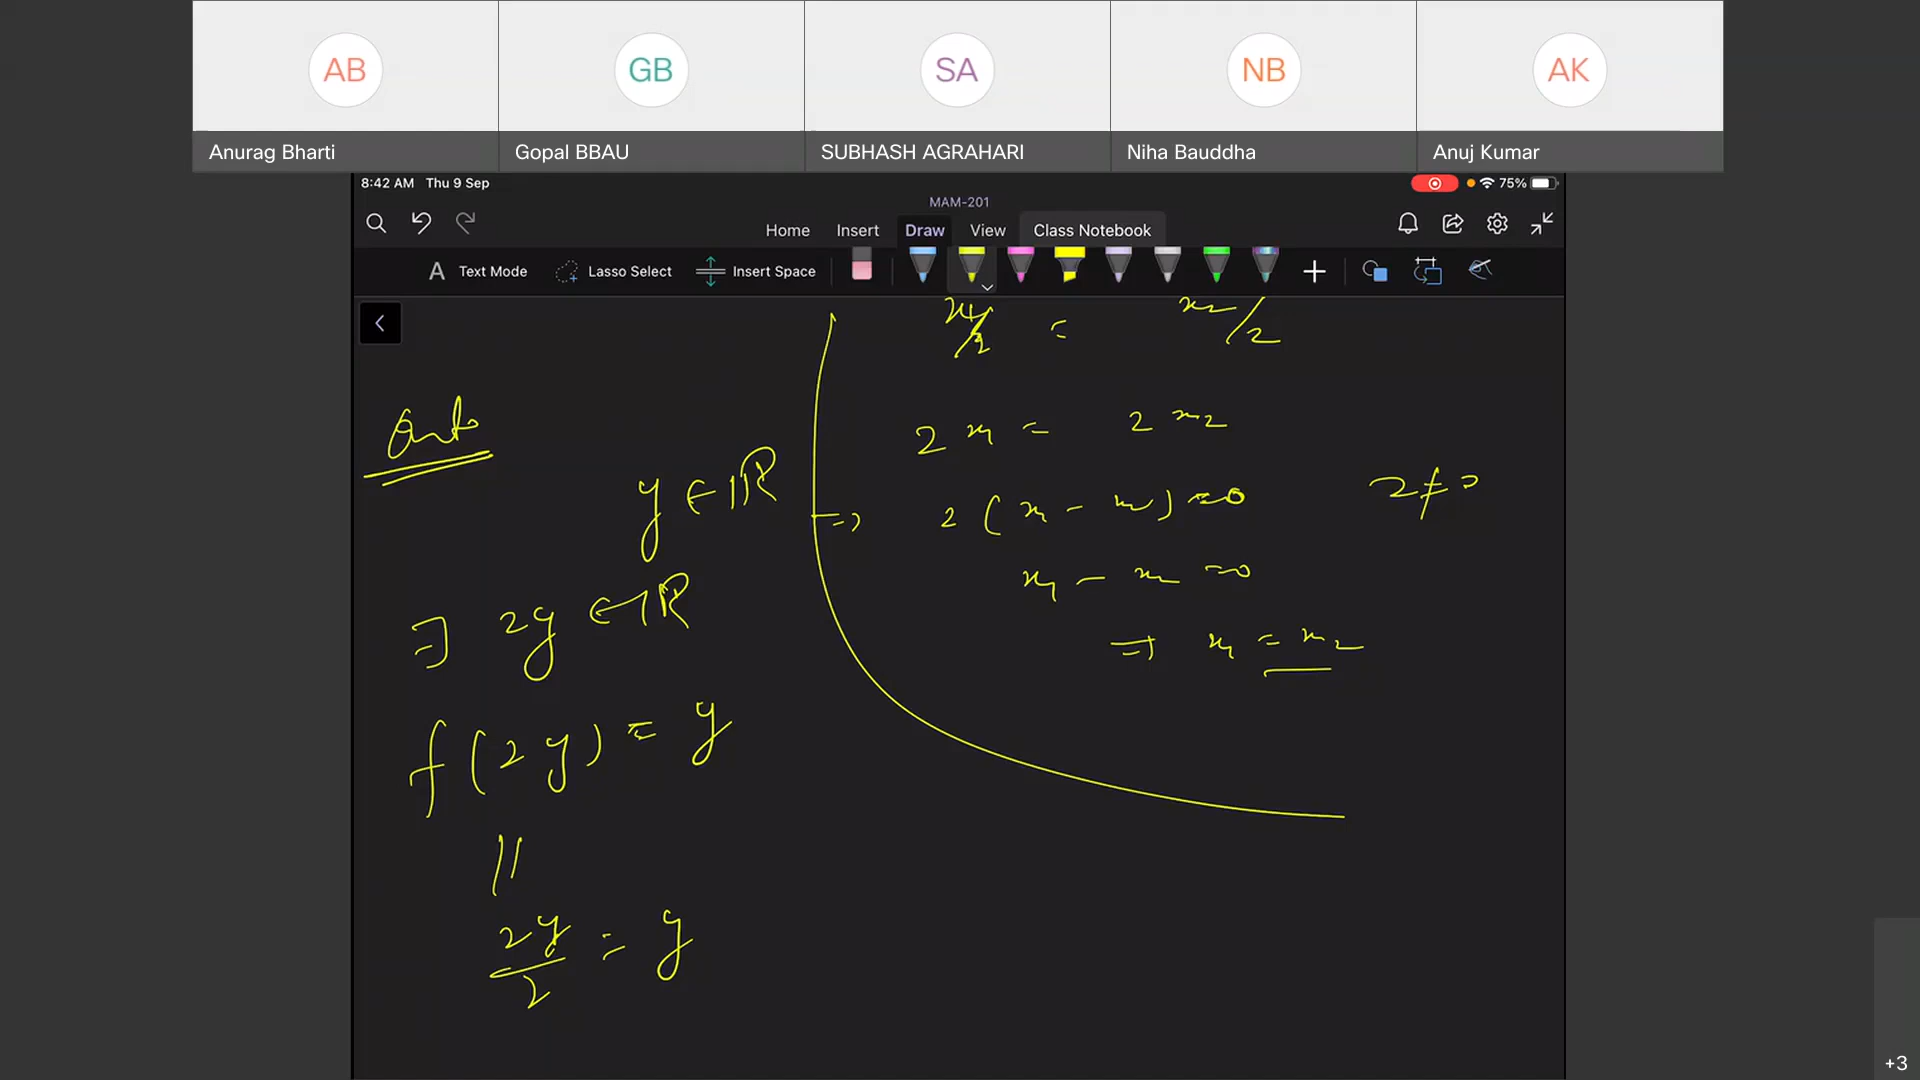 AB GB SA NB AK
Anurag Bharti Gopal BBAU SUBHASH AGRAHARI Niha Bauddha Anuj Kumar
8:42 AM Thu 9 Sep 75%
MAM-201
Home Insert Draw View Class Notebook
A Text Mode Lasso Select Insert Space
x₁/2 = x₂/2
2x₁ = 2x₂
⇒ 2(x₁ - x₂) = 0 2 ≠ 0
x₁ - x₂ = 0
⇒ x₁ = x₂
Onto
y ∈ ℝ
∃ 2y ∈ ℝ
f(2y) = y
||
2y/2 = y
+3